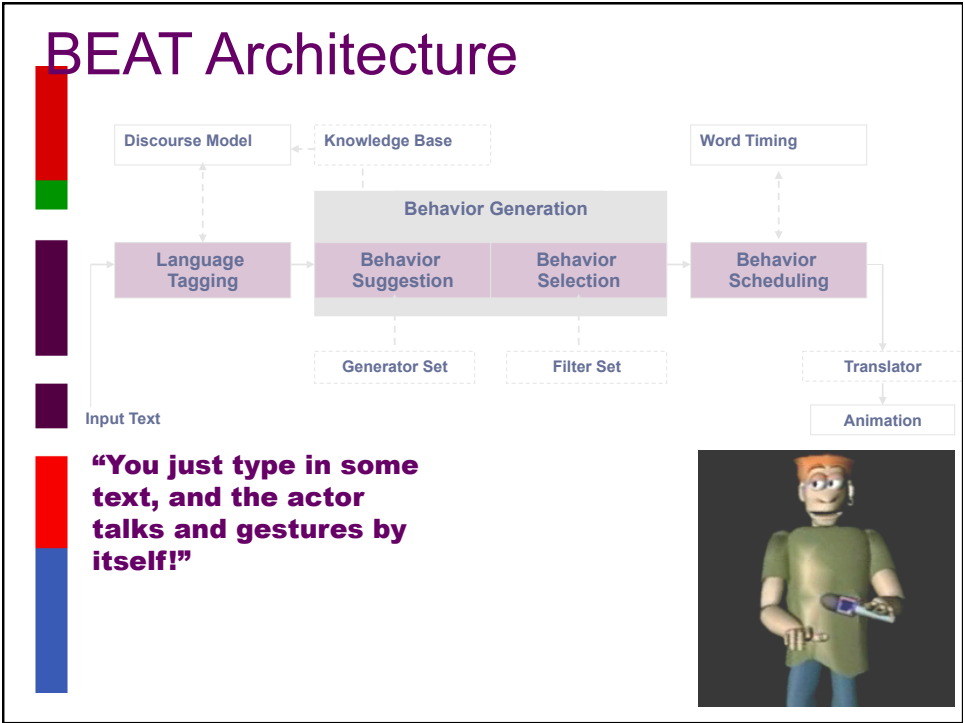 BEAT Architecture
Discourse Model
Knowledge Base
Word Timing
Behavior Generation
Language
Tagging
Behavior
Suggestion
Behavior
Selection
Behavior
Scheduling
Generator Set
Filter Set
Translator
Input Text
Animation
“You just type in some
text, and the actor
talks and gestures by
itself!”